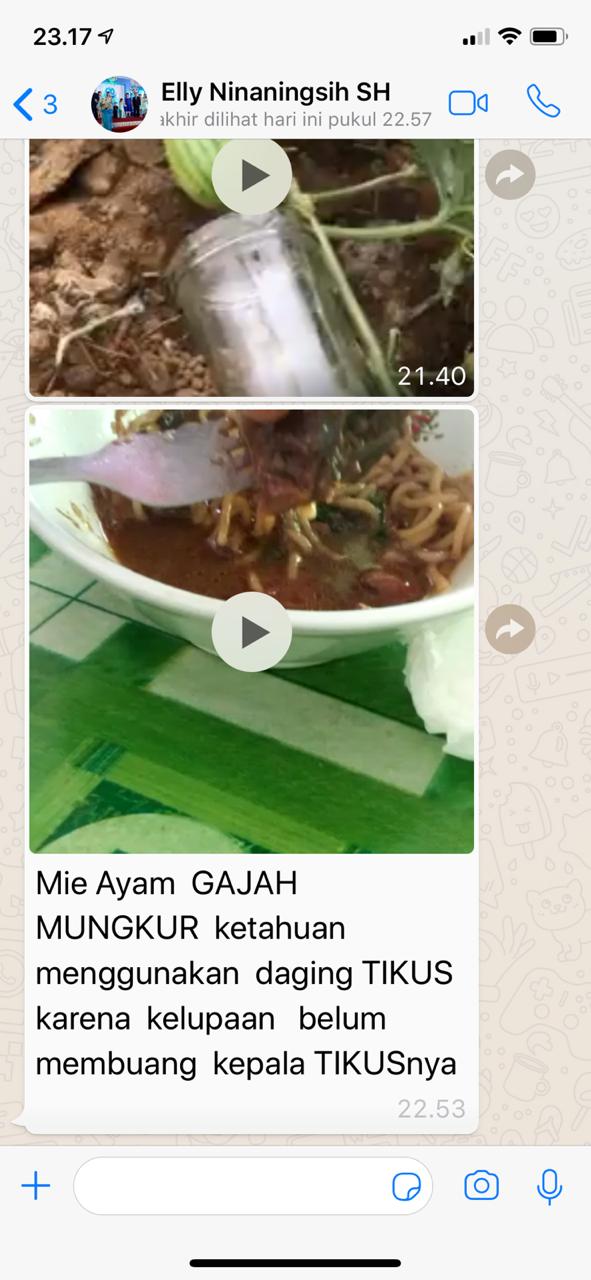 23.17
3
Elly Ninaningsih SH
akhir dilihat hari ini pukul 22.57
21.40
Mie Ayam  GAJAH
MUNGKUR  ketahuan
menggunakan  daging TIKUS
karena  kelupaan   belum
membuang  kepala TIKUSnya
22.53